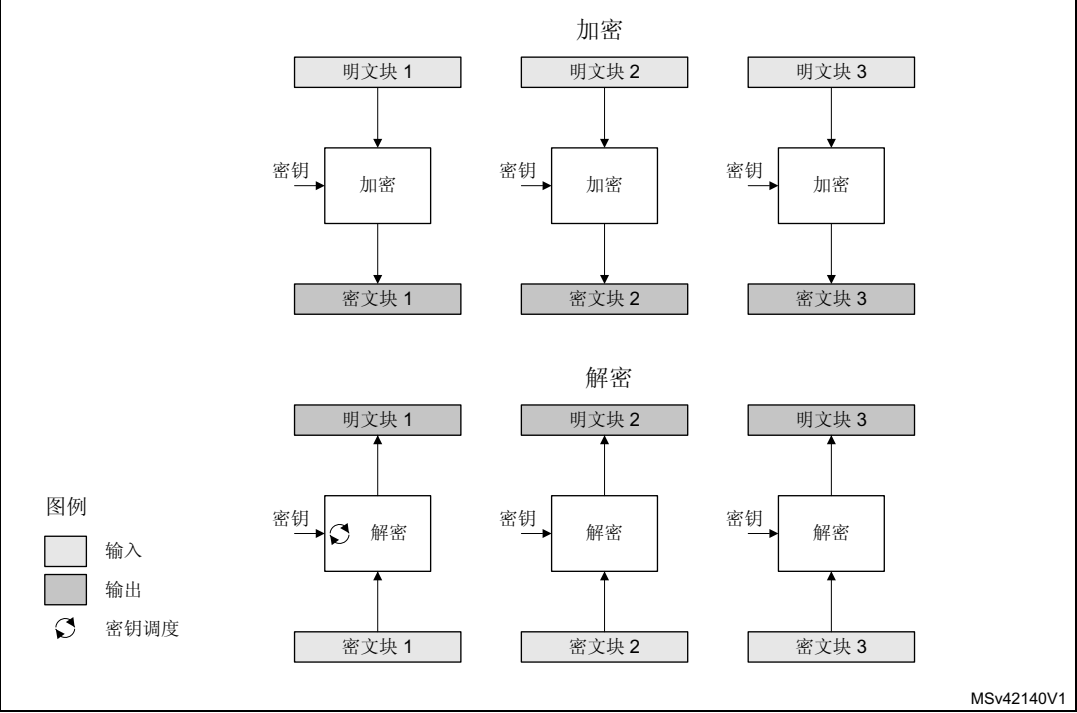 加密
明文块 1
明文块 2
明文块 3
密钥
加密
密钥
加密
密钥
加密
密文块 1
密文块 2
密文块 3
解密
明文块 1
明文块 2
明文块 3
密钥
解密
密钥
解密
密钥
解密
密文块 1
密文块 2
密文块 3
图例
输入
输出
密钥调度
MSv42140V1